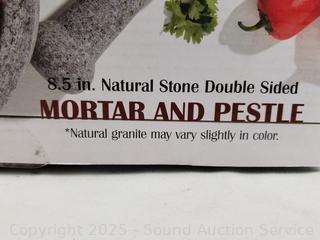 8.5 in. Natural Stone Double Sided
MORTAR AND PESTLE
*Natural granite may vary slightly in color.
Copyright 2025 - Sound Auction Service